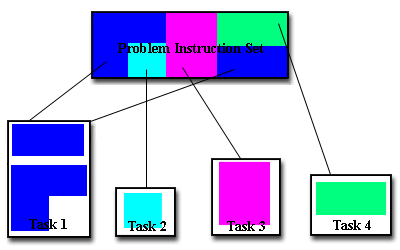 Problem Instruction Set
Task 1
Task 2
Task 3
Task 4